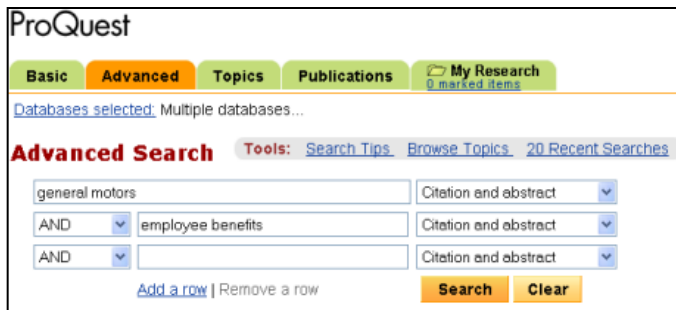 ProQuest
Basic Advanced Topics Publications My Research
0 marked items
Databases selected: Multiple databases...
Advanced Search Tools: Search Tips Browse Topics 20 Recent Searches
general motors Citation and abstract
AND employee benefits Citation and abstract
AND Citation and abstract
Add a row | Remove a row Search Clear